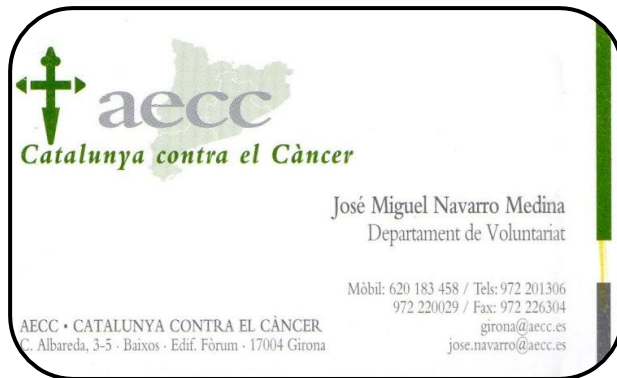 aecc
Catalunya contra el Càncer
José Miguel Navarro Medina
Departament de Voluntariat
Mòbil: 620 183 458 / Tels: 972 201306
972 220029 / Fax: 972 226304
girona@aecc.es
jose.navarro@aecc.es
AECC • CATALUNYA CONTRA EL CÀNCER
C. Albareda, 3-5 · Baixos · Edif. Fòrum · 17004 Girona